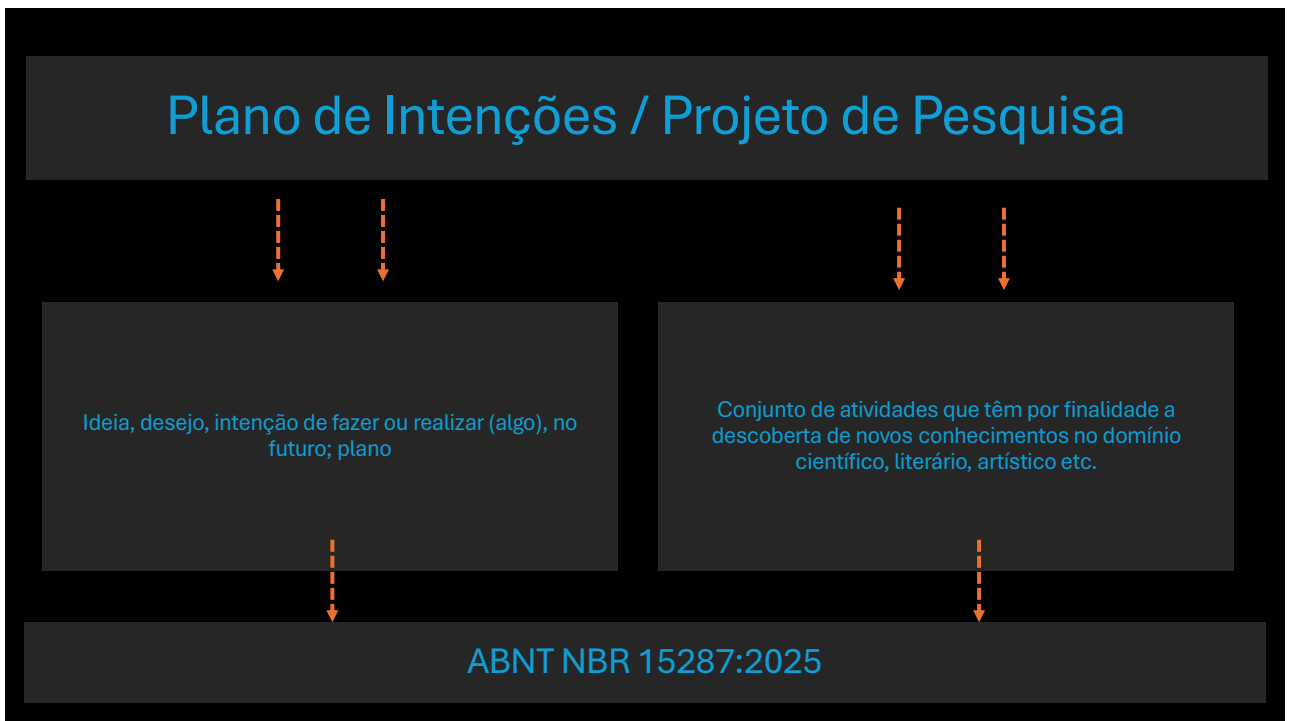 Plano de Intenções / Projeto de Pesquisa
Ideia, desejo, intenção de fazer ou realizar (algo), no
futuro; plano
Conjunto de atividades que têm por finalidade a
descoberta de novos conhecimentos no domínio
científico, literário, artístico etc.
ABNT NBR 15287:2025